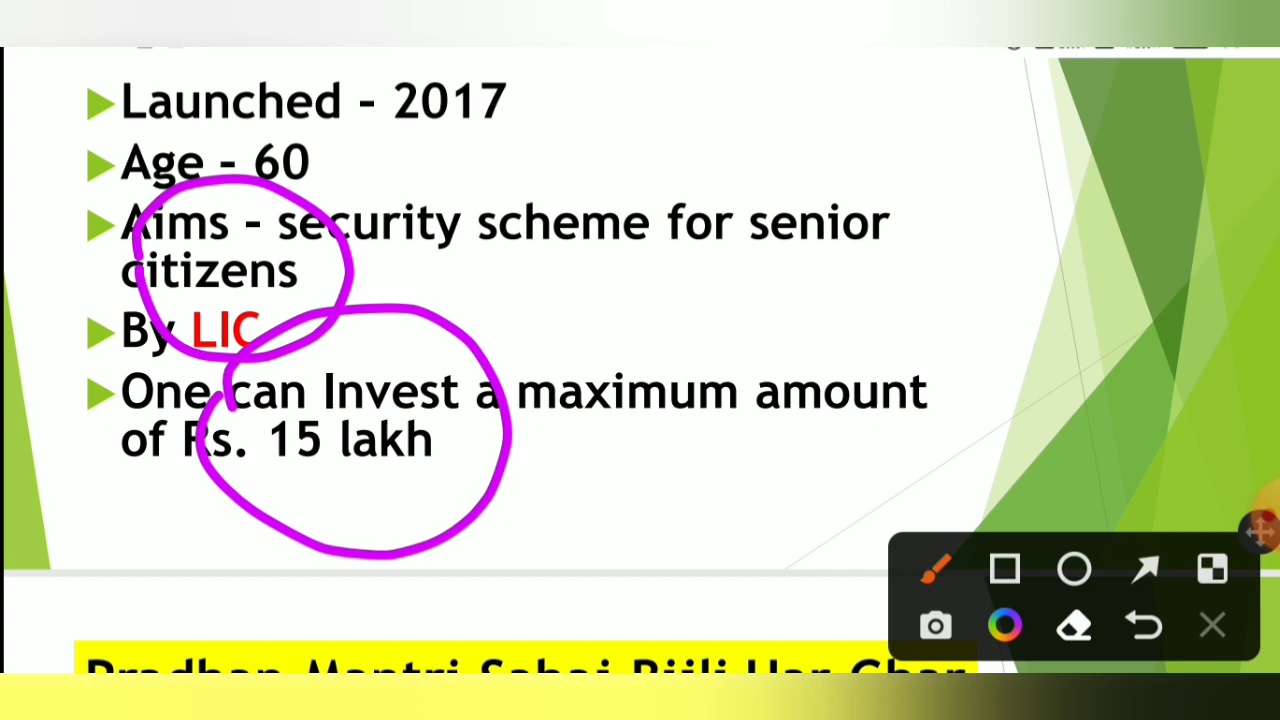 Launched - 2017
Age - 60
Aims - security scheme for senior
citizens
By LIC
One can Invest a maximum amount
of Rs. 15 lakh
Pradhan Mantri Sahaj Bijli Har Ghar